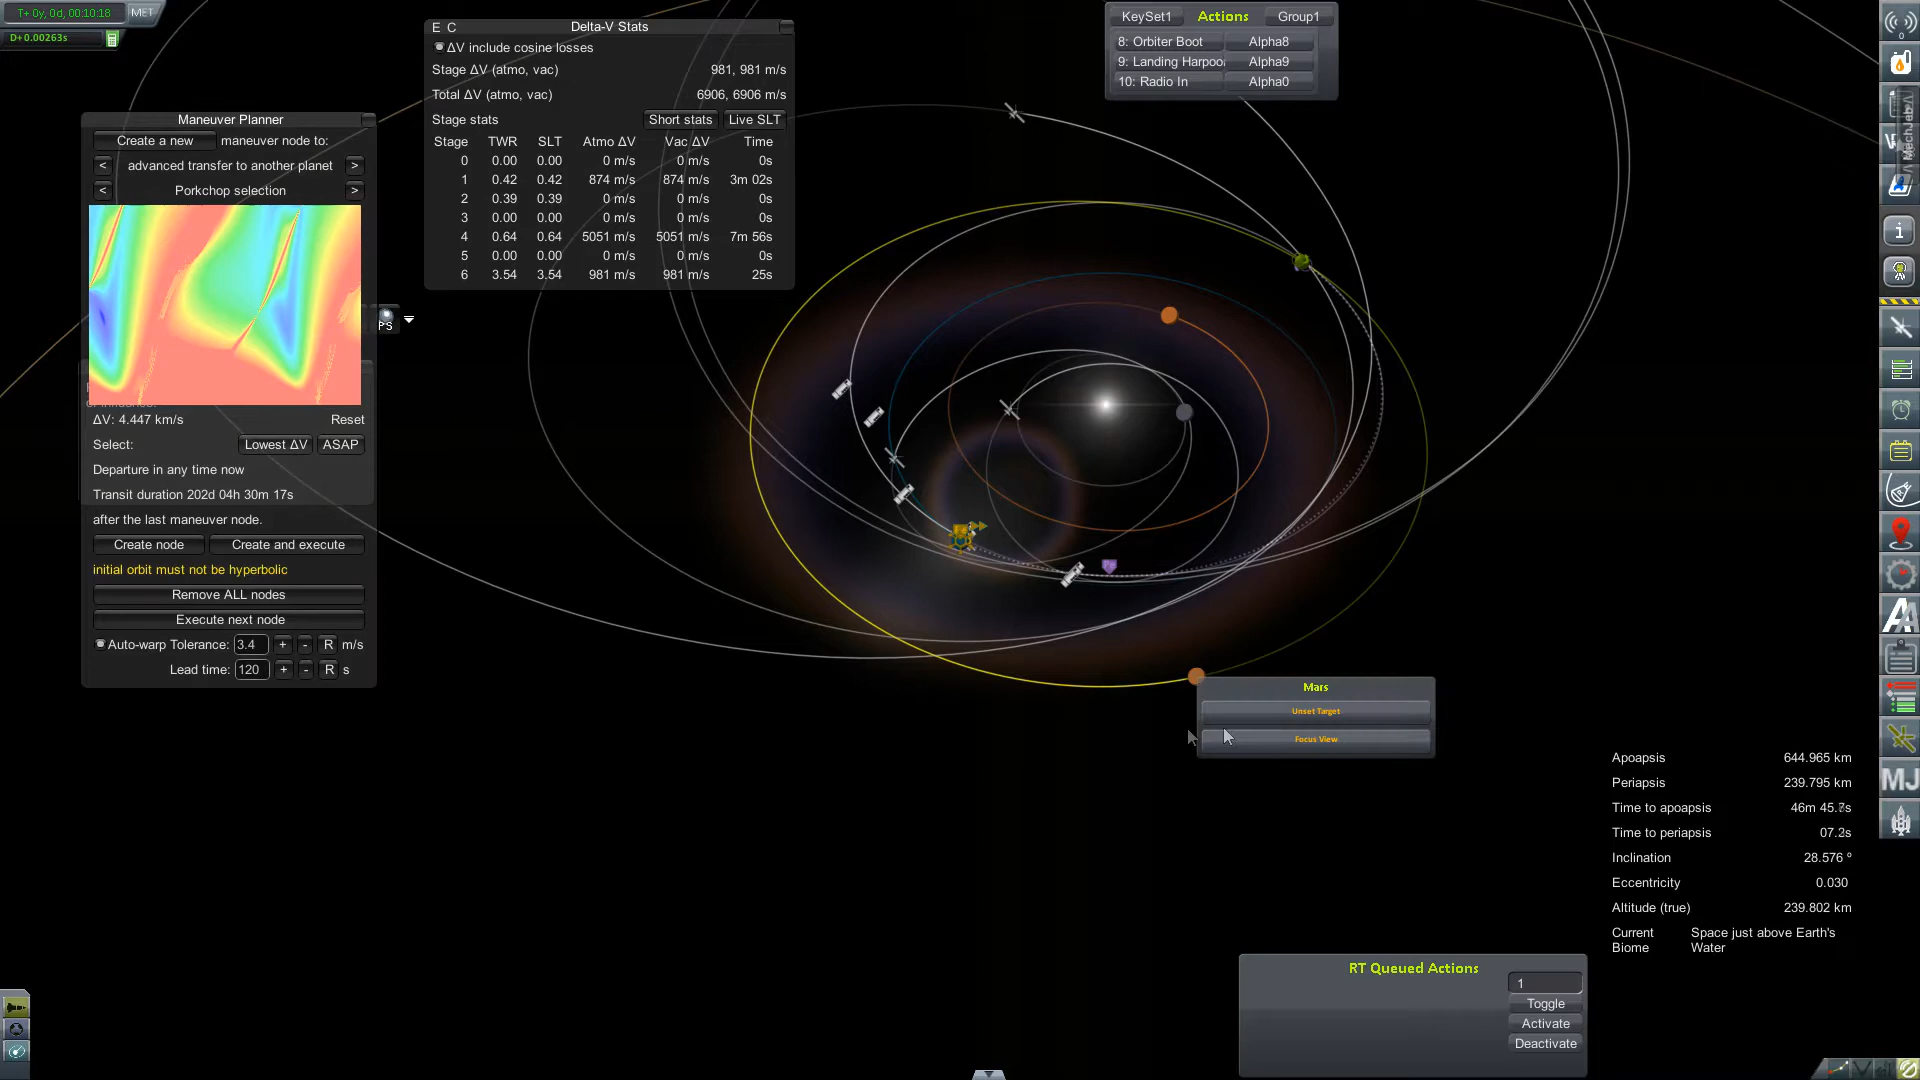 T+ 0y, 0d, 00:10:18 MET
D+0.00263s
E C Delta-V Stats
ΔV include cosine losses
Stage ΔV (atmo, vac) 981, 981 m/s
Total ΔV (atmo, vac) 6906, 6906 m/s
Stage stats Short stats Live SLT
Stage TWR SLT Atmo ΔV Vac ΔV Time
0 0.00 0.00 0 m/s 0 m/s 0s
1 0.42 0.42 874 m/s 874 m/s 3m 02s
2 0.39 0.39 0 m/s 0 m/s 0s
3 0.00 0.00 0 m/s 0 m/s 0s
4 0.64 0.64 5051 m/s 5051 m/s 7m 56s
5 0.00 0.00 0 m/s 0 m/s 0s
6 3.54 3.54 981 m/s 981 m/s 25s
KeySet1 Actions Group1
8: Orbiter Boot Alpha8
9: Landing Harpoo Alpha9
10: Radio In Alpha0
Maneuver Planner
Create a new maneuver node to:
< advanced transfer to another planet >
< Porkchop selection >
ΔV: 4.447 km/s Reset
Select: Lowest ΔV ASAP
Departure in any time now
Transit duration 202d 04h 30m 17s
after the last maneuver node.
Create node Create and execute
initial orbit must not be hyperbolic
Remove ALL nodes
Execute next node
Auto-warp Tolerance: 3.4 + - R m/s
Lead time: 120 + - R s
PS
Pe
Mars
Unset Target
Focus View
Apoapsis 644.965 km
Periapsis 239.795 km
Time to apoapsis 46m 45.7s
Time to periapsis 07.2s
Inclination 28.576 º
Eccentricity 0.030
Altitude (true) 239.802 km
Current Biome Space just above Earth's Water
RT Queued Actions
1
Toggle
Activate
Deactivate
0
MechJeb
i
MJ